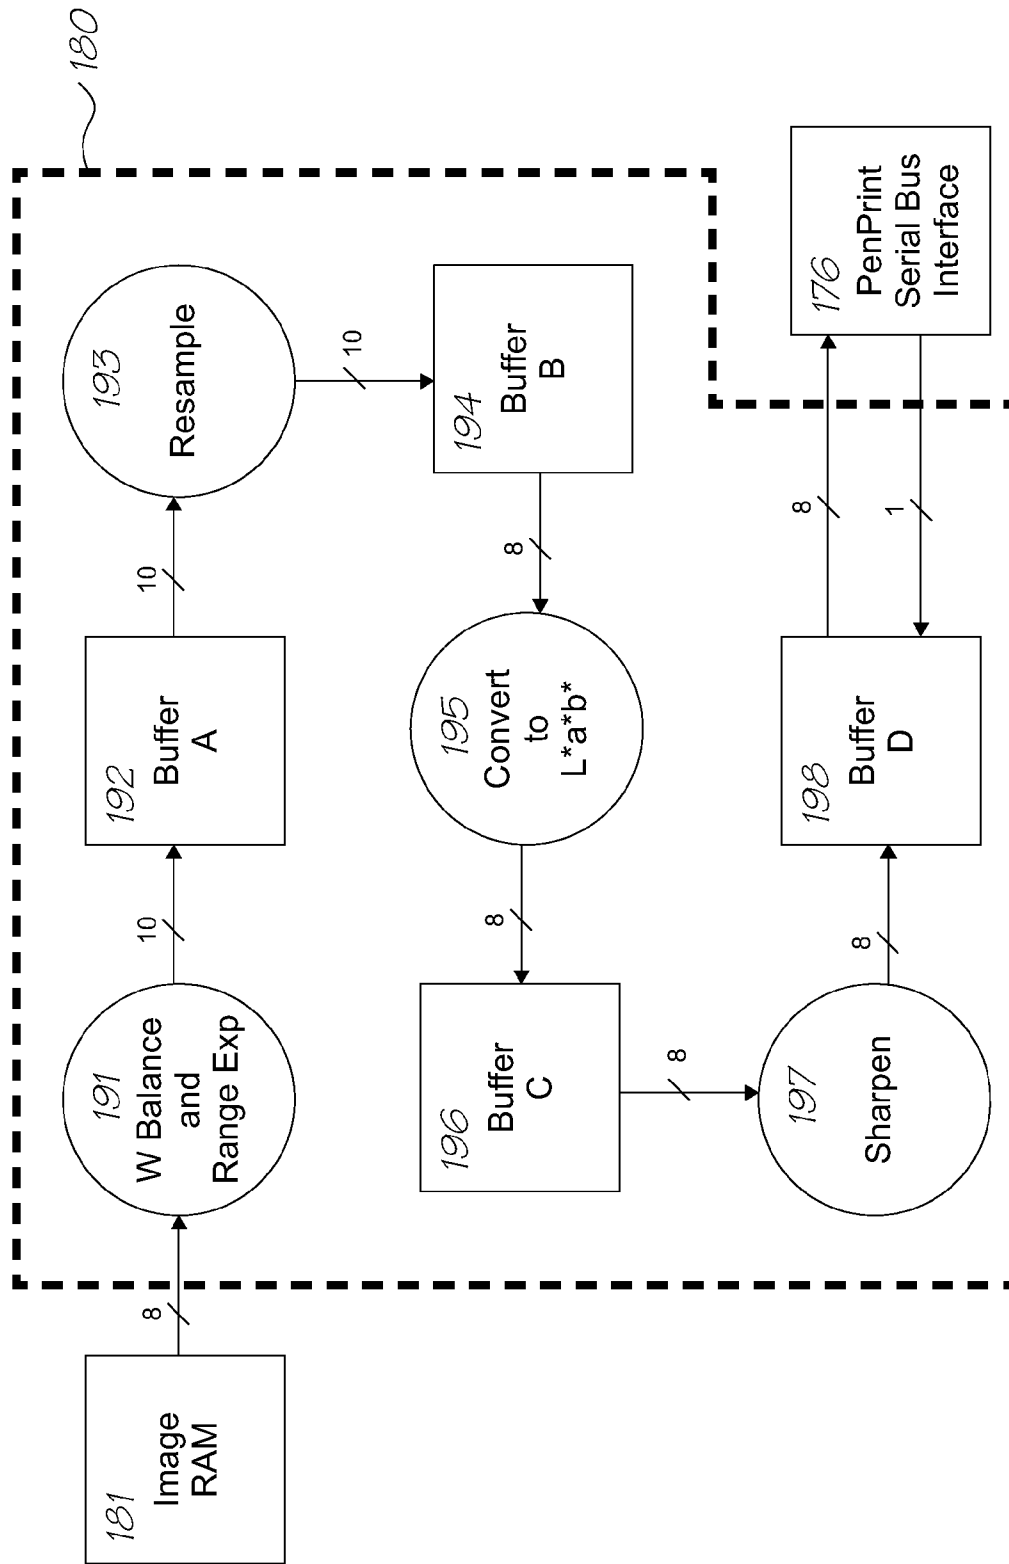 180
181
Image
RAM
8
191
W Balance
and
Range Exp
10
192
Buffer
A
10
193
Resample
10
194
Buffer
B
8
195
Convert
to
L*a*b*
8
196
Buffer
C
8
197
Sharpen
8
198
Buffer
D
8
1
176
PenPrint
Serial Bus
Interface